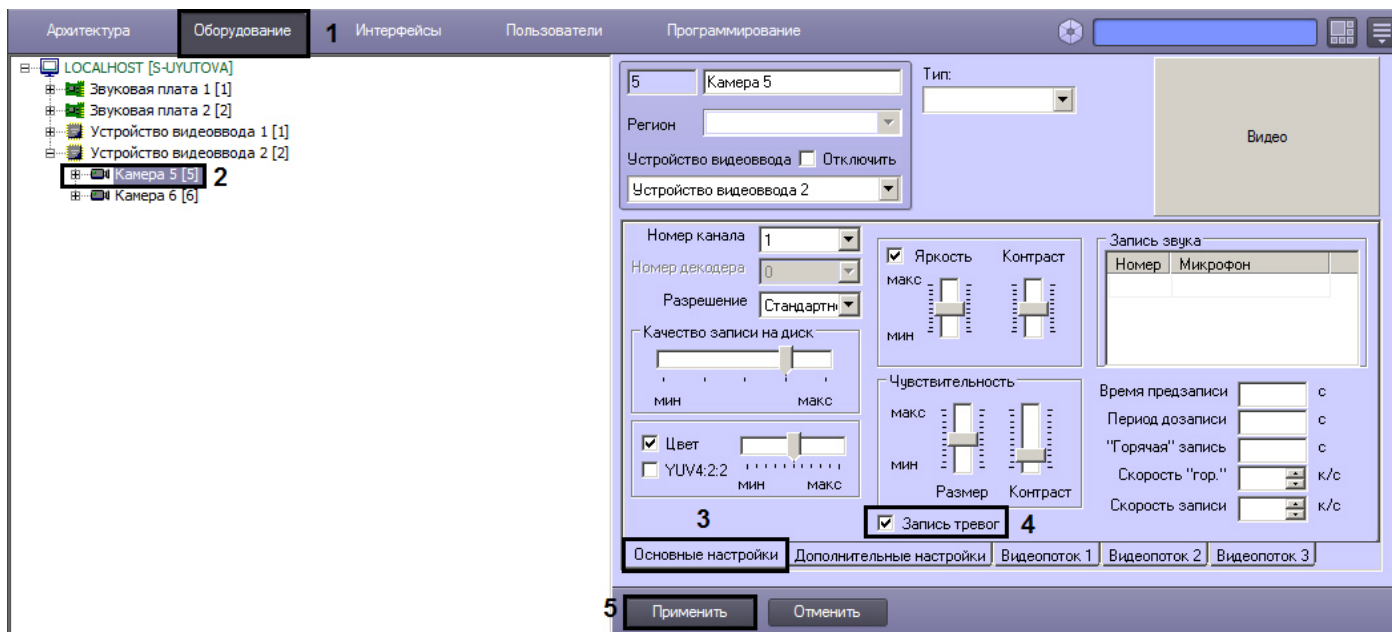 Архитектура Оборудование 1 Интерфейсы Пользователи Программирование
LOCALHOST [S-UYUTOVA]
Звуковая плата 1 [1]
Звуковая плата 2 [2]
Устройство видеоввода 1 [1]
Устройство видеоввода 2 [2]
Камера 5 [5] 2
Камера 6 [6]
5 Камера 5 Тип:
Регион
Устройство видеоввода Отключить
Устройство видеоввода 2
Видео
Номер канала 1
Номер декодера 0
Разрешение Стандартн
Качество записи на диск
мин макс
Цвет
YUV4:2:2
мин макс
3
Яркость Контраст
макс
мин
Чувствительность
макс
мин
Размер Контраст
Запись тревог 4
Запись звука
Номер Микрофон
Время предзаписи с
Период дозаписи с
"Горячая" запись с
Скорость "гор." к/с
Скорость записи к/с
Основные настройки Дополнительные настройки Видеопоток 1 Видеопоток 2 Видеопоток 3
5 Применить Отменить